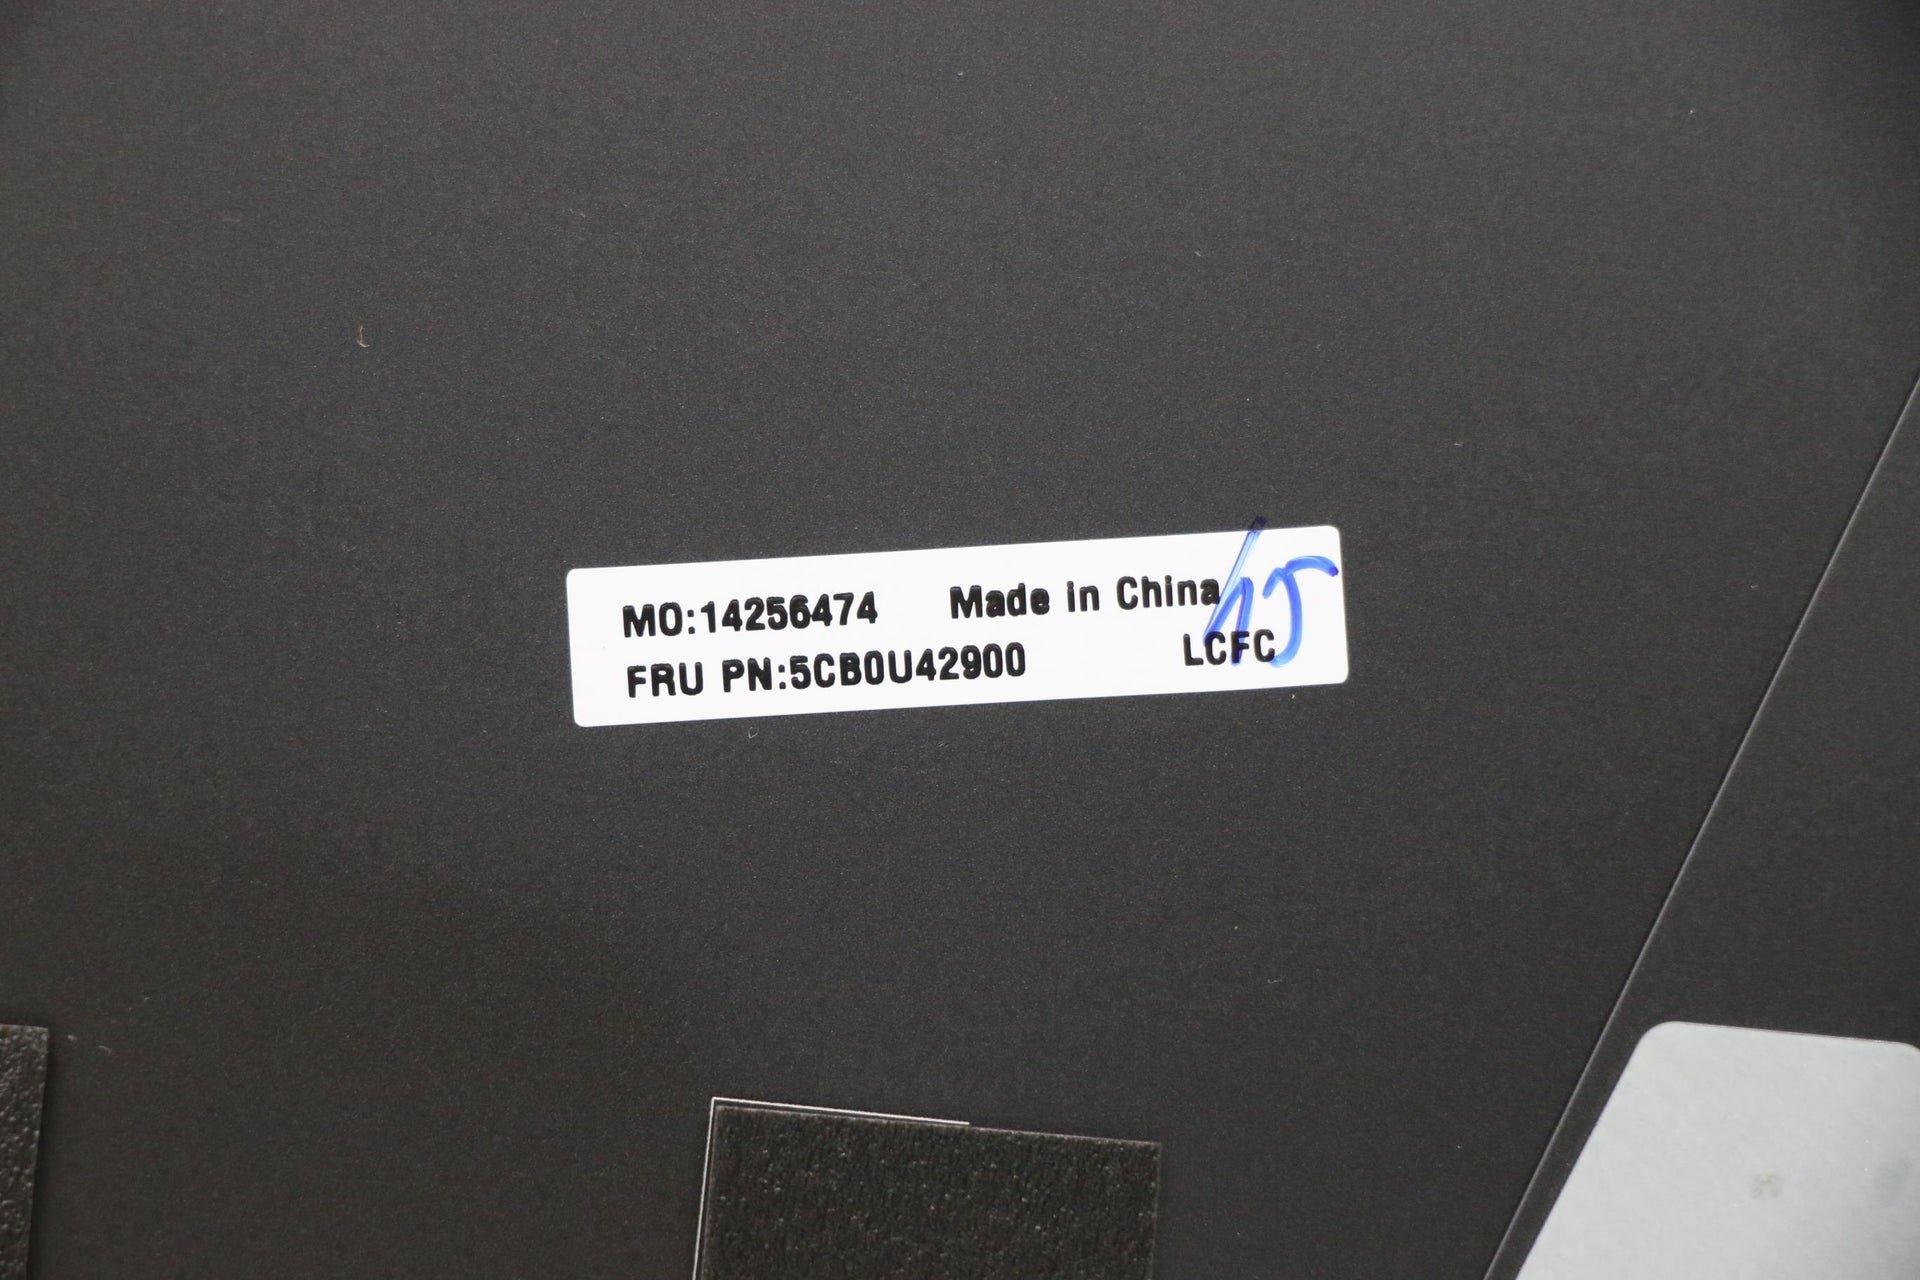 MO:14256474 Made in China
FRU PN:5CB0U42900 LCFC